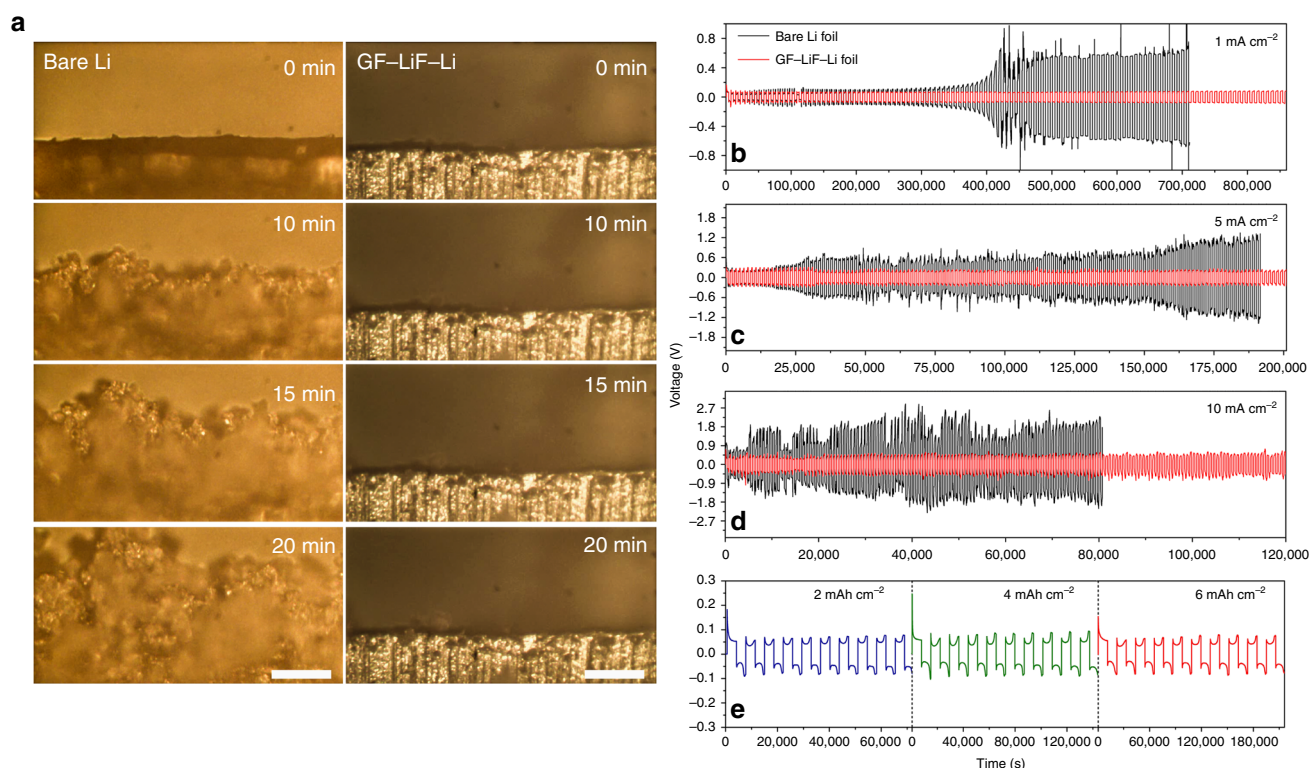 a
Bare Li
0 min
GF–LiF–Li
0 min
10 min
10 min
15 min
15 min
20 min
20 min
Voltage (V)
0.8
0.4
0.0
–0.4
–0.8
Bare Li foil
GF–LiF–Li foil
1 mA cm–2
b
0 100,000 200,000 300,000 400,000 500,000 600,000 700,000 800,000
1.8
1.2
0.6
0.0
–0.6
–1.2
–1.8
5 mA cm–2
c
0 25,000 50,000 75,000 100,000 125,000 150,000 175,000 200,000
2.7
1.8
0.9
0.0
–0.9
–1.8
–2.7
10 mA cm–2
d
0 20,000 40,000 60,000 80,000 100,000 120,000
0.3
0.2
0.1
0.0
–0.1
–0.2
–0.3
2 mAh cm–2 4 mAh cm–2 6 mAh cm–2
e
0 20,000 40,000 60,000 0 40,000 80,000 120,000 0 60,000 120,000 180,000
Time (s)